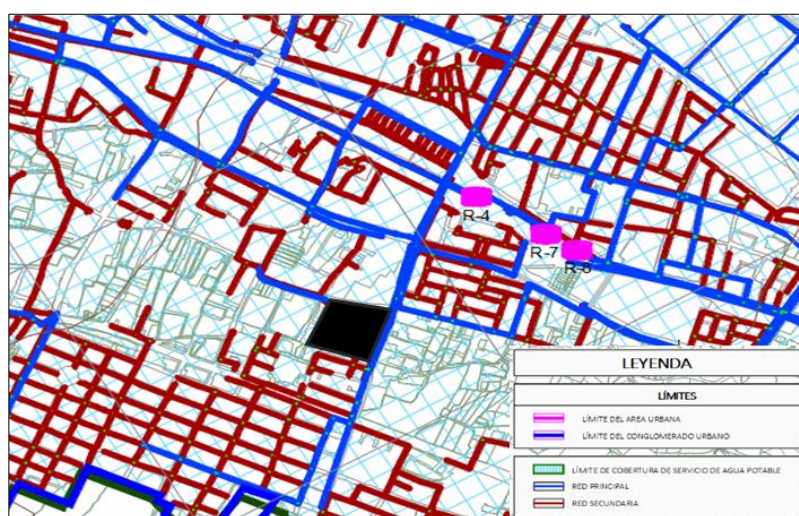 R-4
R-7
R-8
LEYENDA
LÍMITES
LÍMITE DEL AREA URBANA
LÍMITE DEL CONGLOMERADO URBANO
LÍMITE DE COBERTURA DE SERVICIO DE AGUA POTABLE
RED PRINCIPAL
RED SECUNDARIA